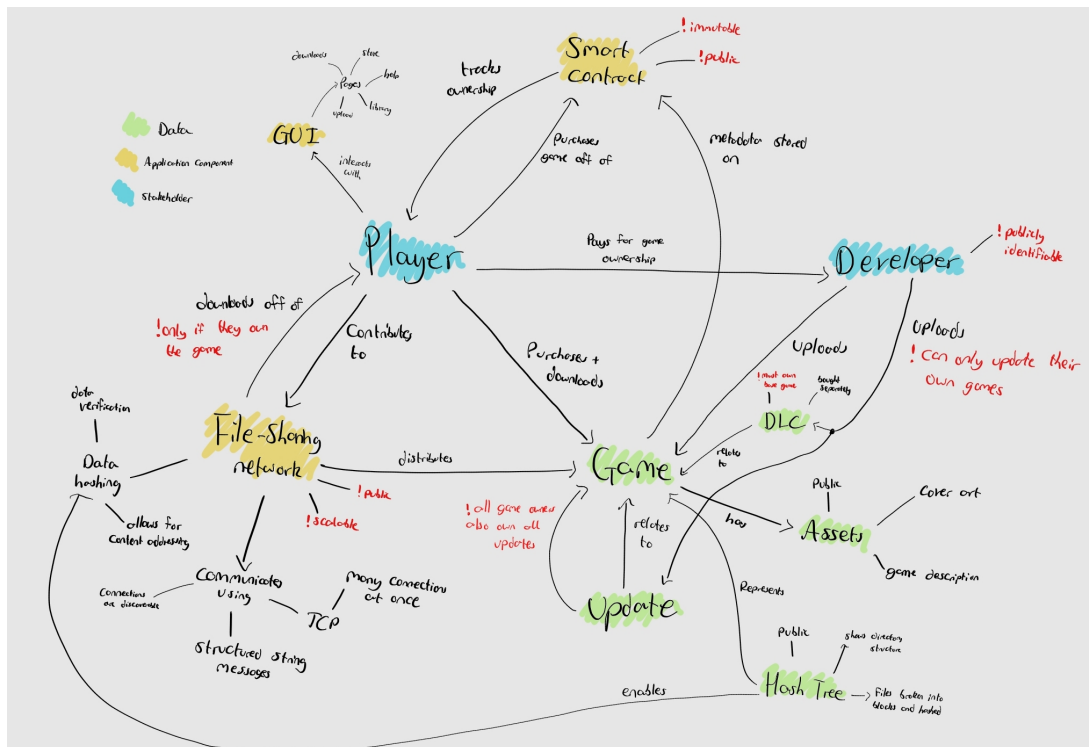 Smart
contract
! immutable
! public
tracks
ownership
purchases
game off of
metadata stored
on
downloads
store
Pages
help
upload
library
GUI
interacts
with
Data
Application Component
Stakeholder
Player
Pays for game
ownership
Developer
! publicly
identifiable
downloads off of
! only if they own
the game
Contributes
to
Purchases +
downloads
uploads
uploads
! Can only update their
own games
! must own
base game
bought
separately
DLC
relates
to
data
verification
Data
hashing
allows for
Content addressing
File-sharing
network
! public
! scalable
distributes
Game
has
Public
Assets
Cover art
game description
! all game owners
also own all
updates
relates
to
Update
Communicates
using
Connections
are discoverable
TCP
many connections
at once
structured string
messages
Represents
Public
shows directory
structure
Hash Tree
Files broken into
blocks and hashed
enables